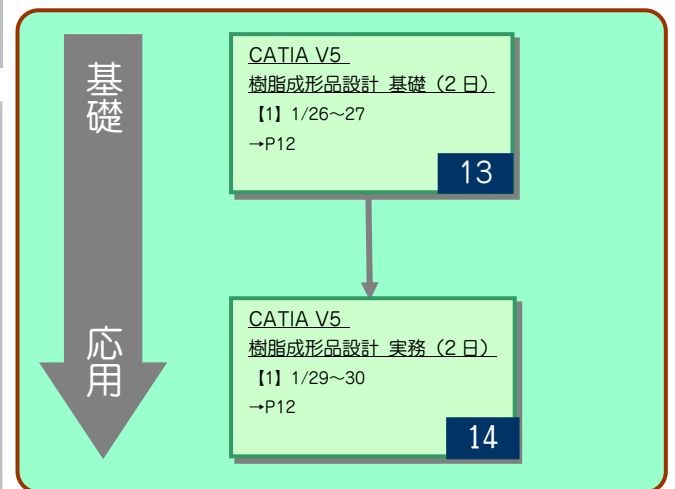 基礎
CATIA V5
樹脂成形品設計 基礎（2 日）
【1】1/26～27
→P12
13
CATIA V5
樹脂成形品設計 実務（2 日）
【1】1/29～30
→P12
14
応用